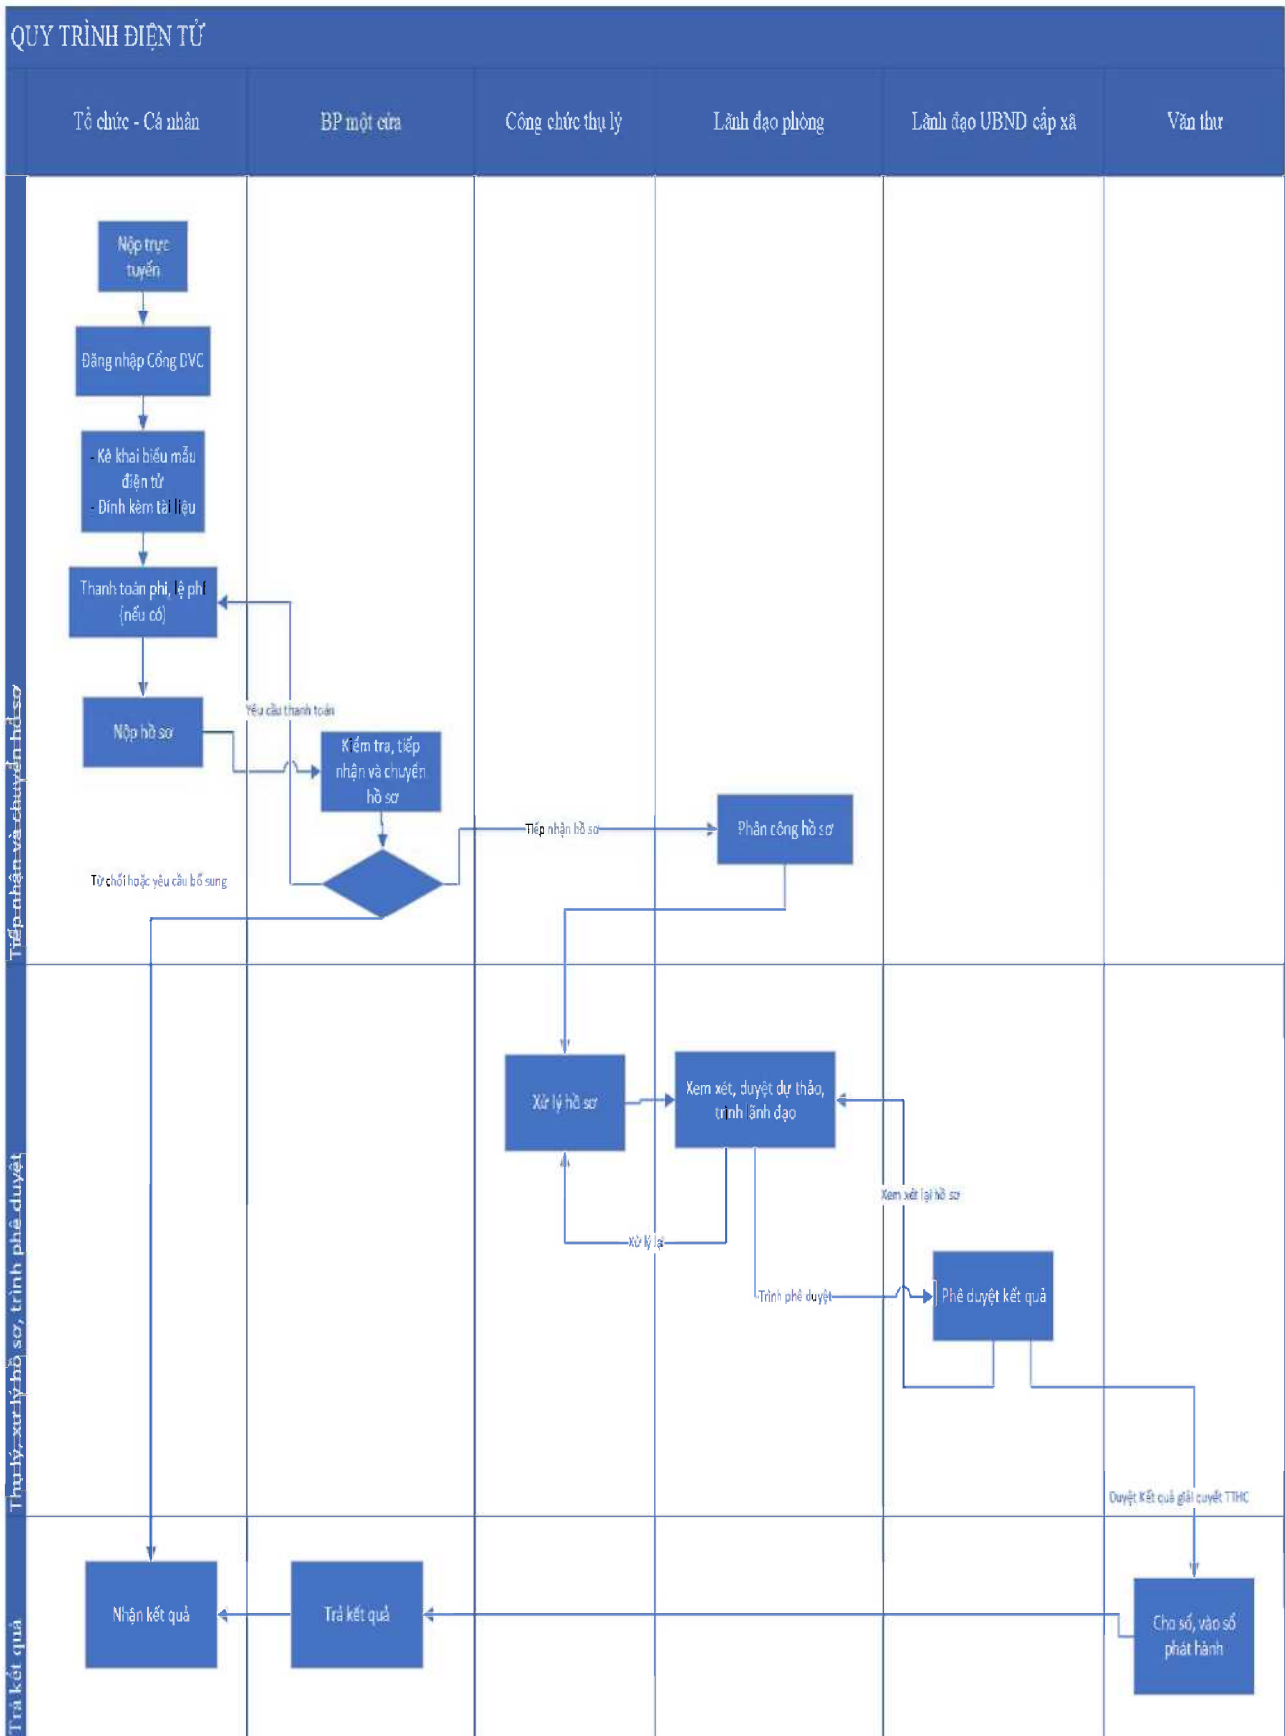 QUY TRÌNH ĐIỆN TỬ
Tổ chức - Cá nhân
BP một cửa
Công chức thụ lý
Lãnh đạo phòng
Lãnh đạo UBND cấp xã
Văn thư
Tiếp nhận và chuyển hồ sơ
Nộp trực
tuyến
Đăng nhập Cổng DVC
- Kê khai biểu mẫu
điện tử
- Đính kèm tài liệu
Thanh toán phí, lệ phí
(nếu có)
Nộp hồ sơ
Yêu cầu thanh toán
Kiểm tra, tiếp
nhận và chuyển
hồ sơ
Tiếp nhận hồ sơ
Phân công hồ sơ
Từ chối hoặc yêu cầu bổ sung
Thụ lý, xử lý hồ sơ, trình phê duyệt
Xử lý hồ sơ
Xem xét, duyệt dự thảo,
trình lãnh đạo
Xem xét lại hồ sơ
Xử lý lại
Trình phê duyệt
Phê duyệt kết quả
Duyệt Kết quả giải quyết TTHC
Trả kết quả
Nhận kết quả
Trả kết quả
Cho số, vào sổ
phát hành